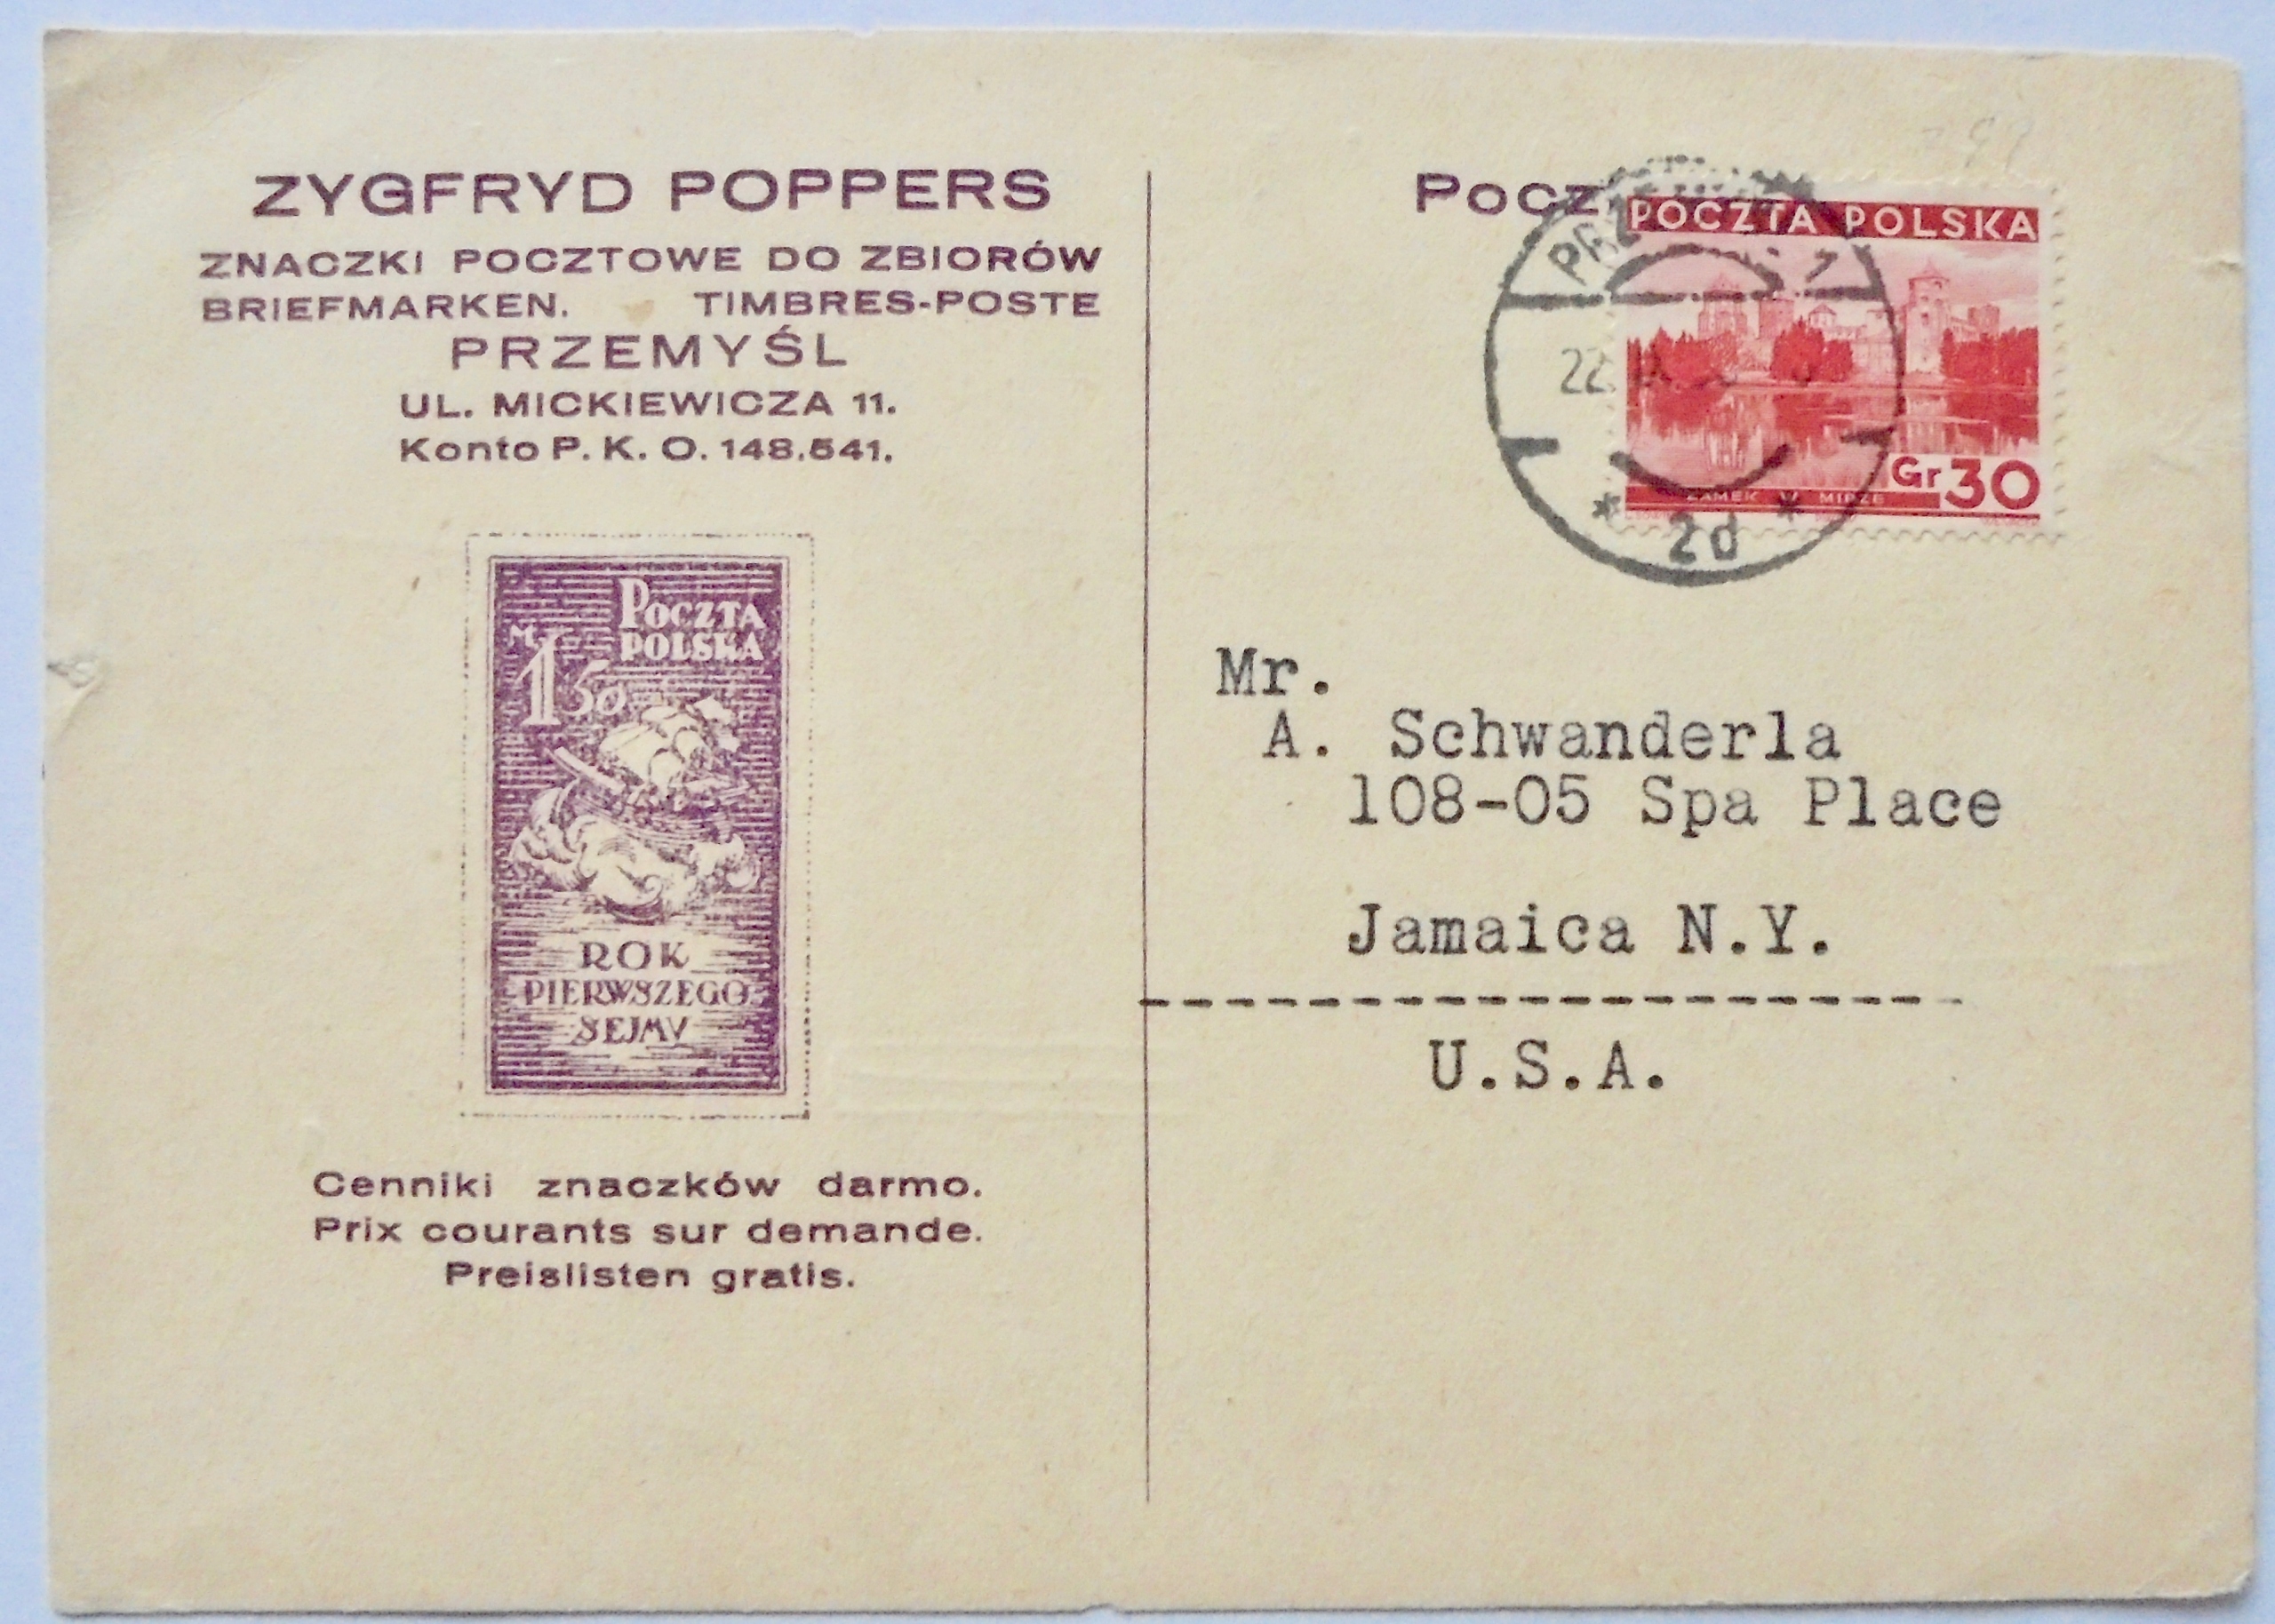 ZYGFRYD POPPERS
ZNACZKI POCZTOWE DO ZBIORÓW
BRIEFMARKEN. TIMBRES-POSTE
PRZEMYŚL
UL. MICKIEWICZA 11.
Konto P. K. O. 148.541.
POCZTA
POLSKA
M 1 50
ROK
PIERWSZEGO
SEJMV
Cenniki znaczków darmo.
Prix courants sur demande.
Preislisten gratis.
POCZTA POLSKA
Gr 30
ZAMEK W MIRZE
22.
* 2d *
Mr.
A. Schwanderla
108-05 Spa Place
Jamaica N.Y.
U.S.A.